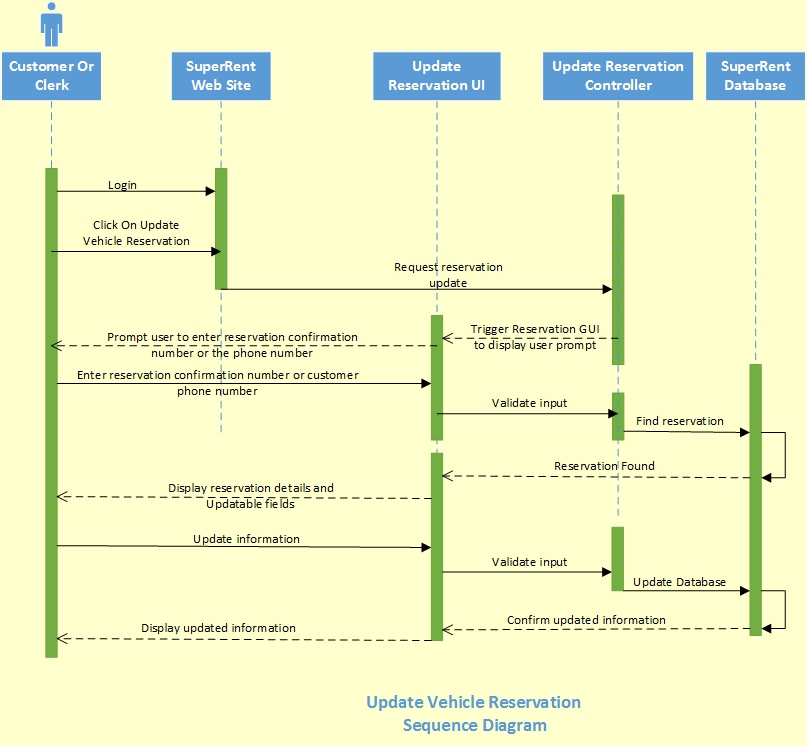 Customer Or
Clerk
SuperRent
Web Site
Update
Reservation UI
Update Reservation
Controller
SuperRent
Database
Login
Click On Update
Vehicle Reservation
Request reservation
update
Trigger Reservation GUI
to display user prompt
Prompt user to enter reservation confirmation
number or the phone number
Enter reservation confirmation number or customer
phone number
Validate input
Find reservation
Reservation Found
Display reservation details and
Updatable fields
Update information
Validate input
Update Database
Confirm updated information
Display updated information
Update Vehicle Reservation
Sequence Diagram